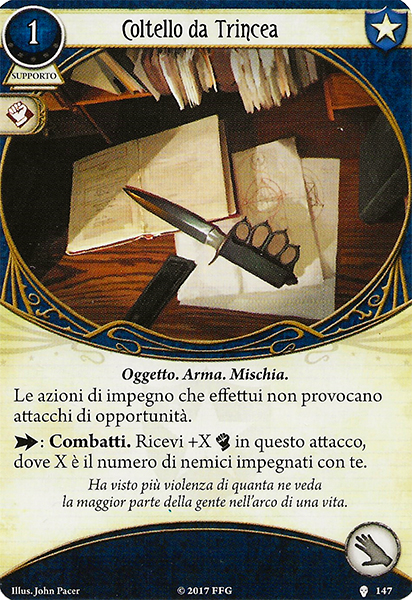 1
Coltello da Trincea
SUPPORTO
Oggetto. Arma. Mischia.
Le azioni di impegno che effettui non provocano
attacchi di opportunità.
: Combatti. Ricevi +X in questo attacco,
dove X è il numero di nemici impegnati con te.
Ha visto più violenza di quanta ne veda
la maggior parte della gente nell'arco di una vita.
Illus. John Pacer
© 2017 FFG
147